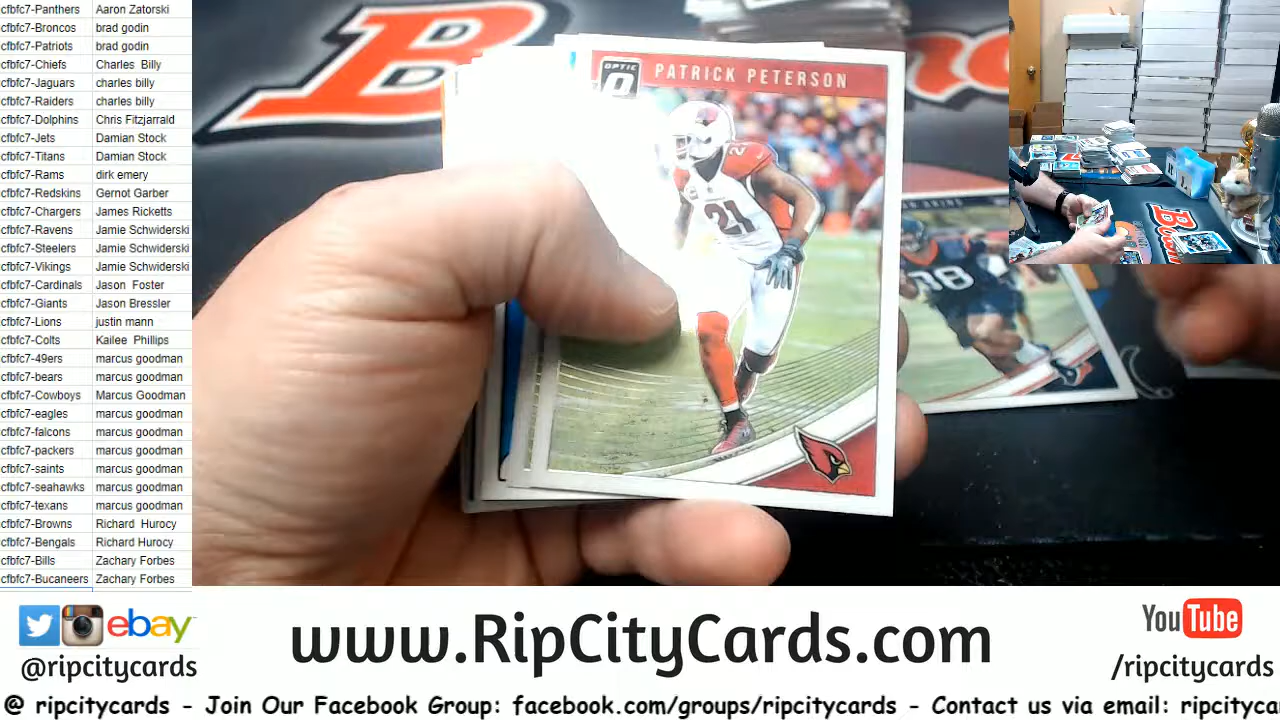 cfbfc7-Panthers Aaron Zatorski
cfbfc7-Broncos brad godin
cfbfc7-Patriots brad godin
cfbfc7-Chiefs Charles Billy
cfbfc7-Jaguars charles billy
cfbfc7-Raiders charles billy
cfbfc7-Dolphins Chris Fitzjarrald
cfbfc7-Jets Damian Stock
cfbfc7-Titans Damian Stock
cfbfc7-Rams dirk emery
cfbfc7-Redskins Gernot Garber
cfbfc7-Chargers James Ricketts
cfbfc7-Ravens Jamie Schwiderski
cfbfc7-Steelers Jamie Schwiderski
cfbfc7-Vikings Jamie Schwiderski
cfbfc7-Cardinals Jason Foster
cfbfc7-Giants Jason Bressler
cfbfc7-Lions justin mann
cfbfc7-Colts Kailee Phillips
cfbfc7-49ers marcus goodman
cfbfc7-bears marcus goodman
cfbfc7-Cowboys Marcus Goodman
cfbfc7-eagles marcus goodman
cfbfc7-falcons marcus goodman
cfbfc7-packers marcus goodman
cfbfc7-saints marcus goodman
cfbfc7-seahawks marcus goodman
cfbfc7-texans marcus goodman
cfbfc7-Browns Richard Hurocy
cfbfc7-Bengals Richard Hurocy
cfbfc7-Bills Zachary Forbes
cfbfc7-Bucaneers Zachary Forbes
OPTIC
PATRICK PETERSON
21
ebay
@ripcitycards
www.RipCityCards.com
YouTube
/ripcitycards
@ ripcitycards - Join Our Facebook Group: facebook.com/groups/ripcitycards - Contact us via email: ripcityca